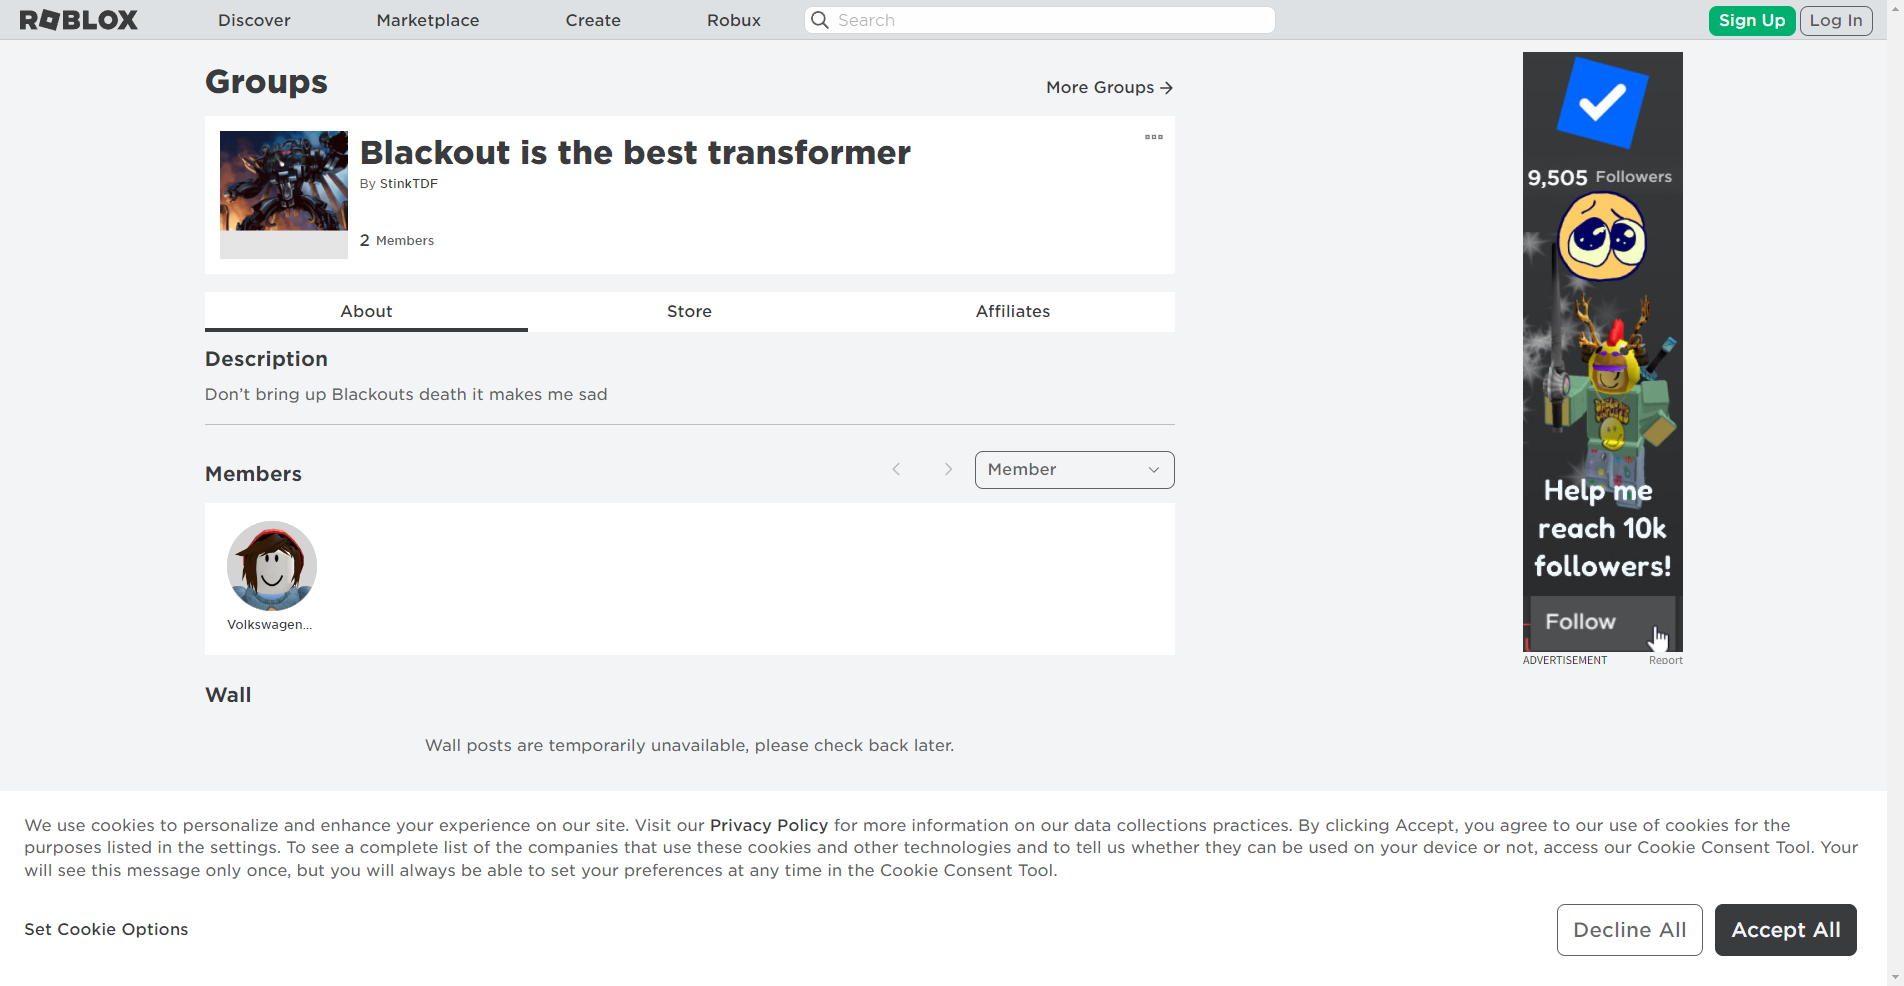 ROBLOX
Discover
Marketplace
Create
Robux
Search
Sign Up
Log In
Groups
More Groups
Blackout is the best transformer
By StinkTDF
2 Members
About
Store
Affiliates
Description
Don’t bring up Blackouts death it makes me sad
Members
Member
Volkswagen...
Wall
Wall posts are temporarily unavailable, please check back later.
9,505 Followers
Help me
reach 10k
followers!
Follow
ADVERTISEMENT
Report
We use cookies to personalize and enhance your experience on our site. Visit our Privacy Policy for more information on our data collections practices. By clicking Accept, you agree to our use of cookies for the
purposes listed in the settings. To see a complete list of the companies that use these cookies and other technologies and to tell us whether they can be used on your device or not, access our Cookie Consent Tool. Your
will see this message only once, but you will always be able to set your preferences at any time in the Cookie Consent Tool.
Set Cookie Options
Decline All
Accept All